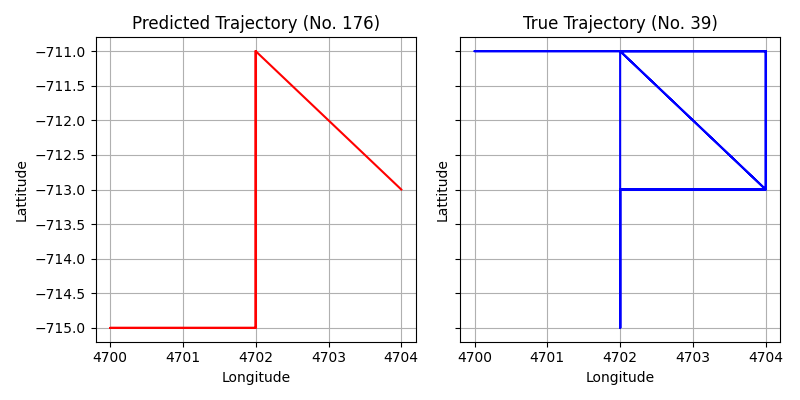 Predicted Trajectory (No. 176)
True Trajectory (No. 39)
−711.0
−711.5
−712.0
−712.5
−713.0
−713.5
−714.0
−714.5
−715.0
Lattitude
Lattitude
4700 4701 4702 4703 4704
4700 4701 4702 4703 4704
Longitude
Longitude